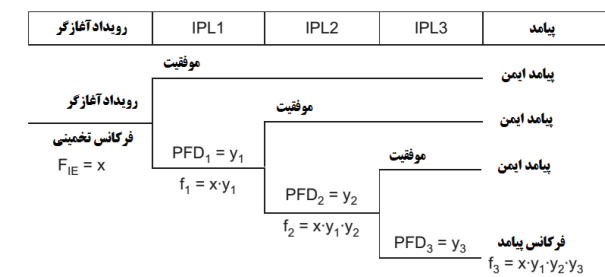 رویداد آغازگر IPL1 IPL2 IPL3 پیامد
موفقیت
پیامد ایمن
رویداد آغازگر
موفقیت
پیامد ایمن
فرکانس تخمینی
F_IE = x
PFD₁ = y₁
موفقیت
پیامد ایمن
f₁ = x·y₁
PFD₂ = y₂
f₂ = x·y₁·y₂
PFD₃ = y₃
فرکانس پیامد
f₃ = x·y₁·y₂·y₃